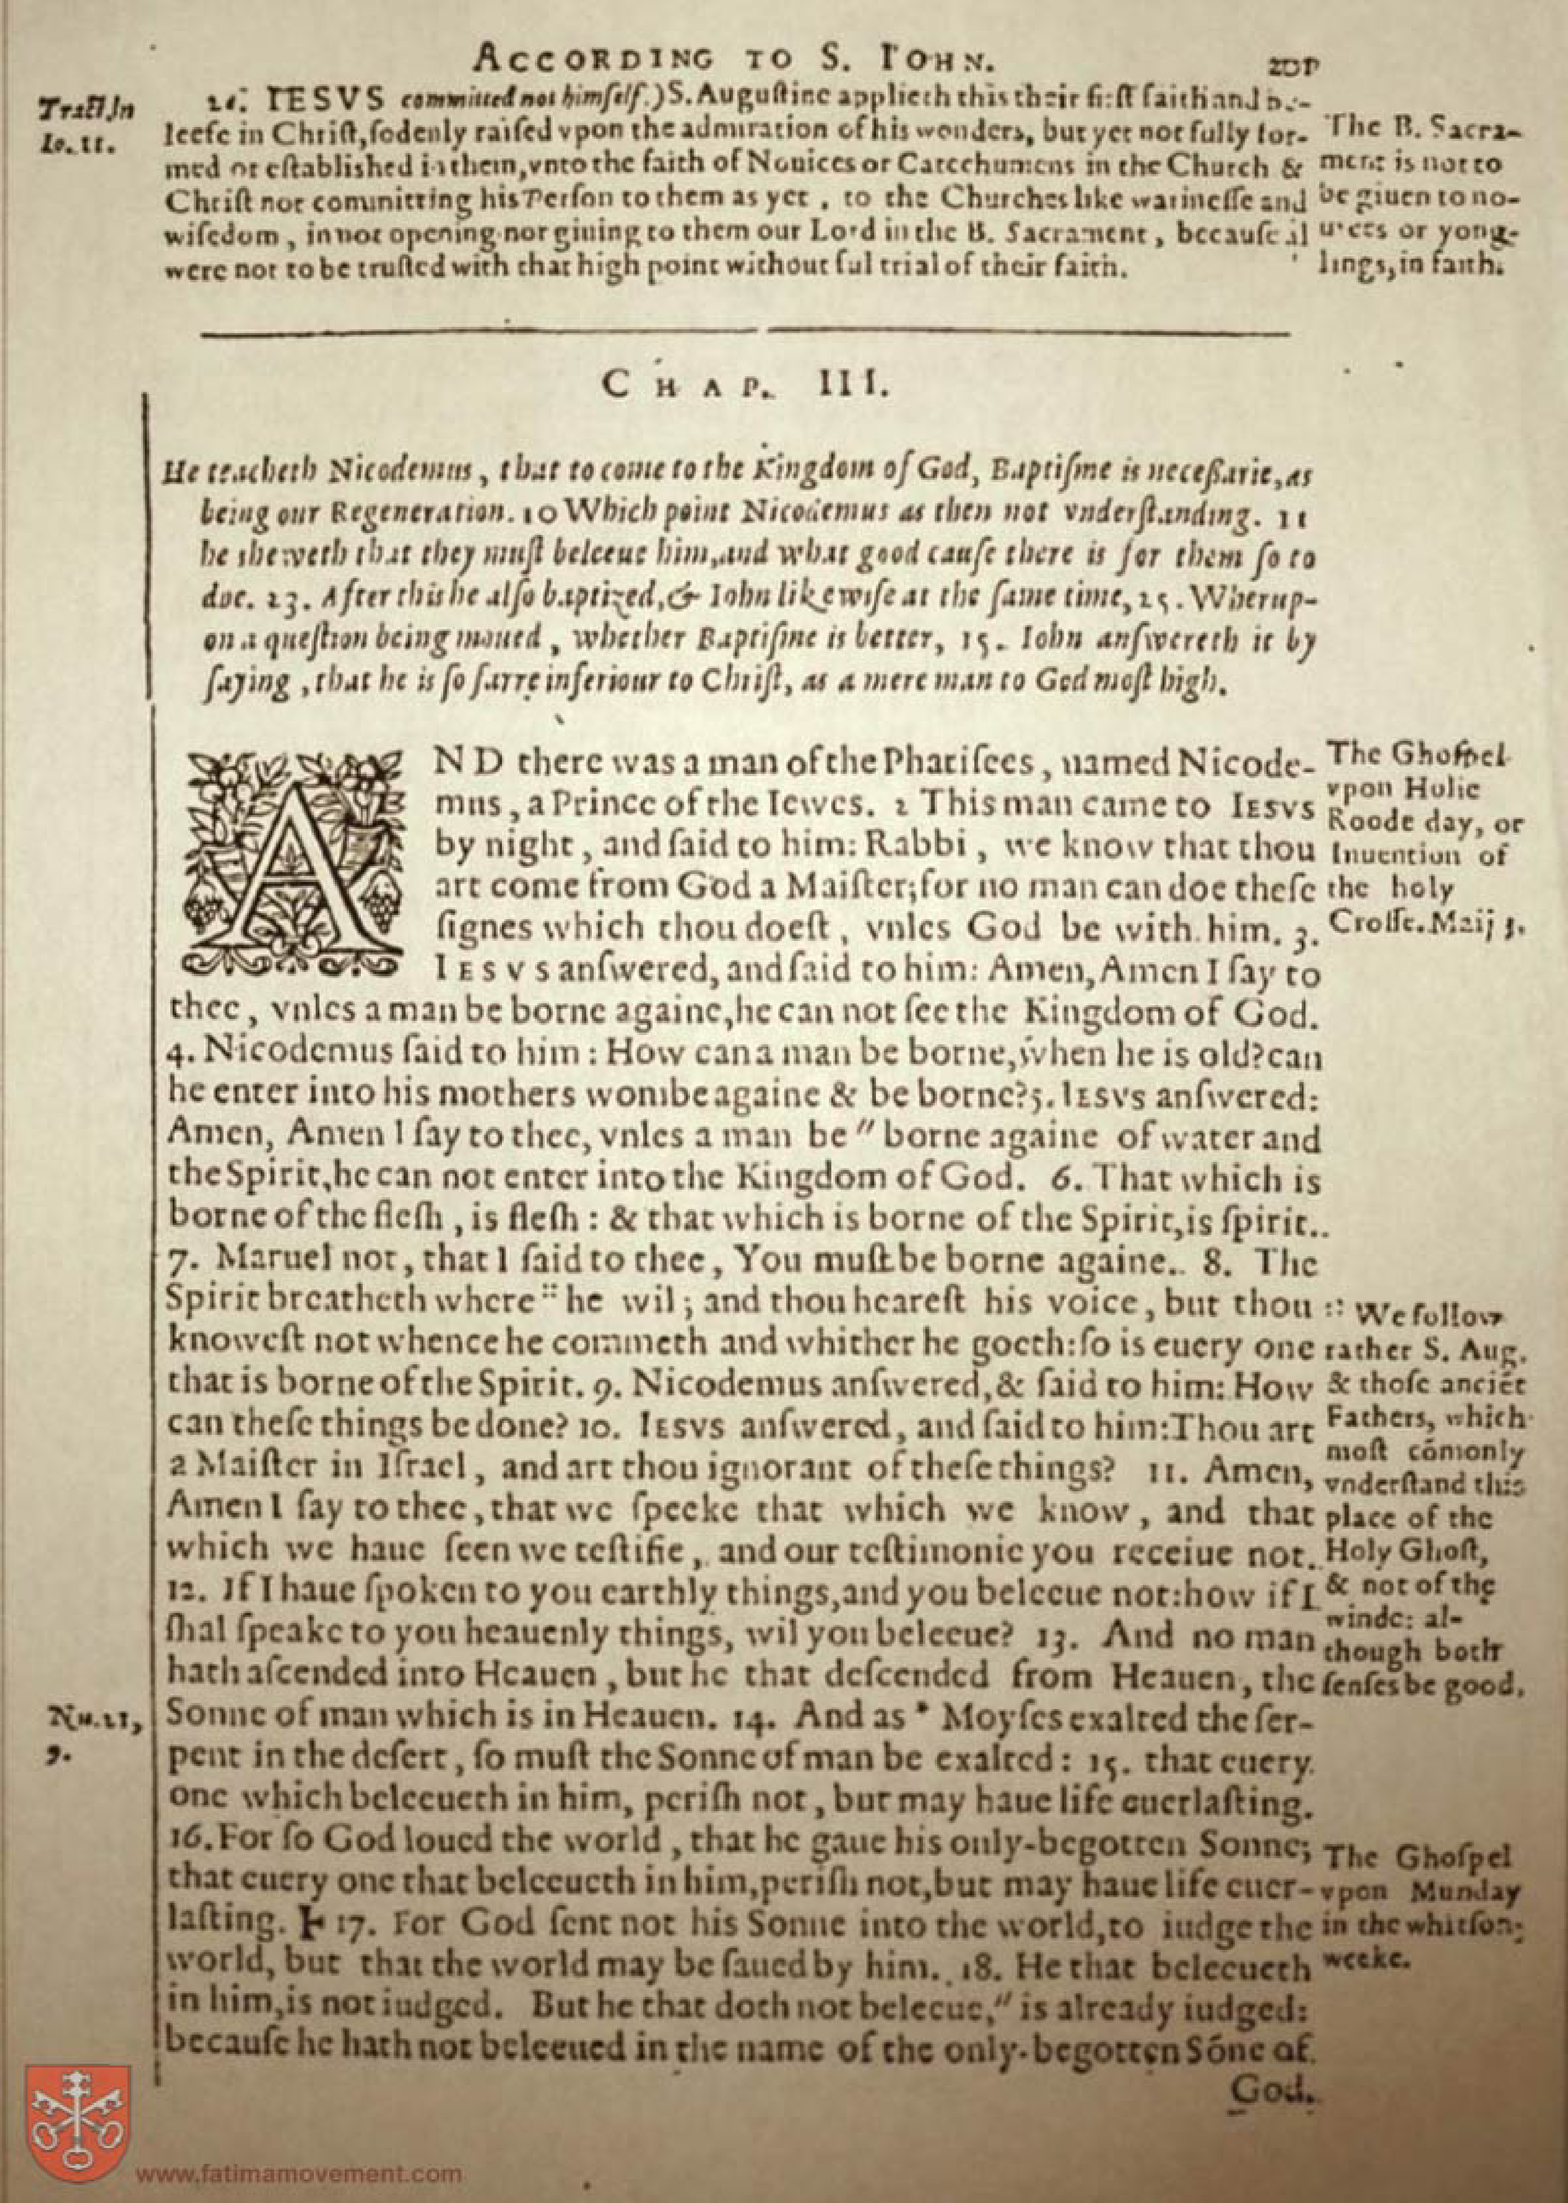 ACCORDING TO S. IOHN.
Tract. in
Io. 11.
24. IESVS committed not himself.) S. Auguſtine applieth this their firſt faith and be-
leefe in Chriſt, ſodenly raiſed vpon the admiration of his wonders, but yet not fully for-
med or eſtabliſhed in them, vnto the faith of Nouices or Catechumens in the Church &
Chriſt not committing his Perſon to them as yet, to the Churches like warineſſe and
wiſedom, in not opening nor giuing to them our Lord in the B. Sacrament, becauſe al
were not to be truſted with that high point without ful trial of their faith.
The B. Sacra-
ment is not to
be giuen to no-
uices or yong-
lings, in faith.
CHAP. III.
He teacheth Nicodemus, that to come to the Kingdom of God, Baptiſme is neceßarie, as
being our Regeneration. 10 Which point Nicodemus as then not vnderſtanding. 11
he sheweth that they muſt beleeue him, and what good cauſe there is for them ſo to
doe. 23. After this he alſo baptized, & Iohn likewiſe at the ſame time, 25. Wherup-
on a queſtion being moued, whether Baptiſme is better, 15. Iohn anſwereth it by
ſaying, that he is ſo farre inferiour to Chriſt, as a mere man to God moſt high.
AND there was a man of the Phariſees, named Nicode-
mus, a Prince of the Iewes. 2 This man came to IESVS
by night, and ſaid to him: Rabbi, we know that thou
art come from God a Maiſter; for no man can doe theſe
ſignes which thou doeſt, vnles God be with him. 3.
IESVS anſwered, and ſaid to him: Amen, Amen I ſay to
thee, vnles a man be borne againe, he can not ſee the Kingdom of God.
4. Nicodemus ſaid to him: How can a man be borne, when he is old? can
he enter into his mothers wombe againe & be borne? 5. IESVS anſwered:
Amen, Amen I ſay to thee, vnles a man be " borne againe of water and
the Spirit, he can not enter into the Kingdom of God. 6. That which is
borne of the fleſh, is fleſh: & that which is borne of the Spirit, is ſpirit..
7. Maruel not, that I ſaid to thee, You muſt be borne againe.. 8. The
Spirit breatheth where :: he wil; and thou heareſt his voice, but thou
knoweſt not whence he commeth and whither he goeth: ſo is euery one
that is borne of the Spirit. 9. Nicodemus anſwered, & ſaid to him: How
can theſe things be done? 10. IESVS anſwered, and ſaid to him: Thou art
a Maiſter in Iſrael, and art thou ignorant of theſe things? 11. Amen,
Amen I ſay to thee, that we ſpeeke that which we know, and that
which we haue ſeen we teſtifie, and our teſtimonie you receiue not.
12. If I haue ſpoken to you earthly things, and you beleeue not: how if I
ſhal ſpeake to you heauenly things, wil you beleeue? 13. And no man
hath aſcended into Heauen, but he that deſcended from Heauen, the
Sonne of man which is in Heauen. 14. And as * Moyſes exalted the ſer-
pent in the deſert, ſo muſt the Sonne of man be exalted: 15. that euery
one which beleeueth in him, periſh not, but may haue life euerlaſting.
16. For ſo God loued the world, that he gaue his only-begotten Sonne;
that euery one that beleeueth in him, periſh not, but may haue life euer-
laſting. 17. For God ſent not his Sonne into the world, to iudge the
world, but that the world may be ſaued by him. 18. He that beleeueth
in him, is not iudged. But he that doth not beleeue, " is already iudged:
becauſe he hath not beleeued in the name of the only-begotten Sōne of
God.
The Ghoſpel
vpon Holie
Roode day, or
Inuention of
the holy
Croſſe. Maij 3.
:: We follow
rather S. Aug.
& thoſe anciēt
Fathers, which
moſt cōmonly
vnderſtand this
place of the
Holy Ghoſt,
& not of the
winde: al-
though both
ſenſes be good.
Nu. 21,
9.
The Ghoſpel
vpon Munday
in the whitſon-
weeke.
www.fatimamovement.com